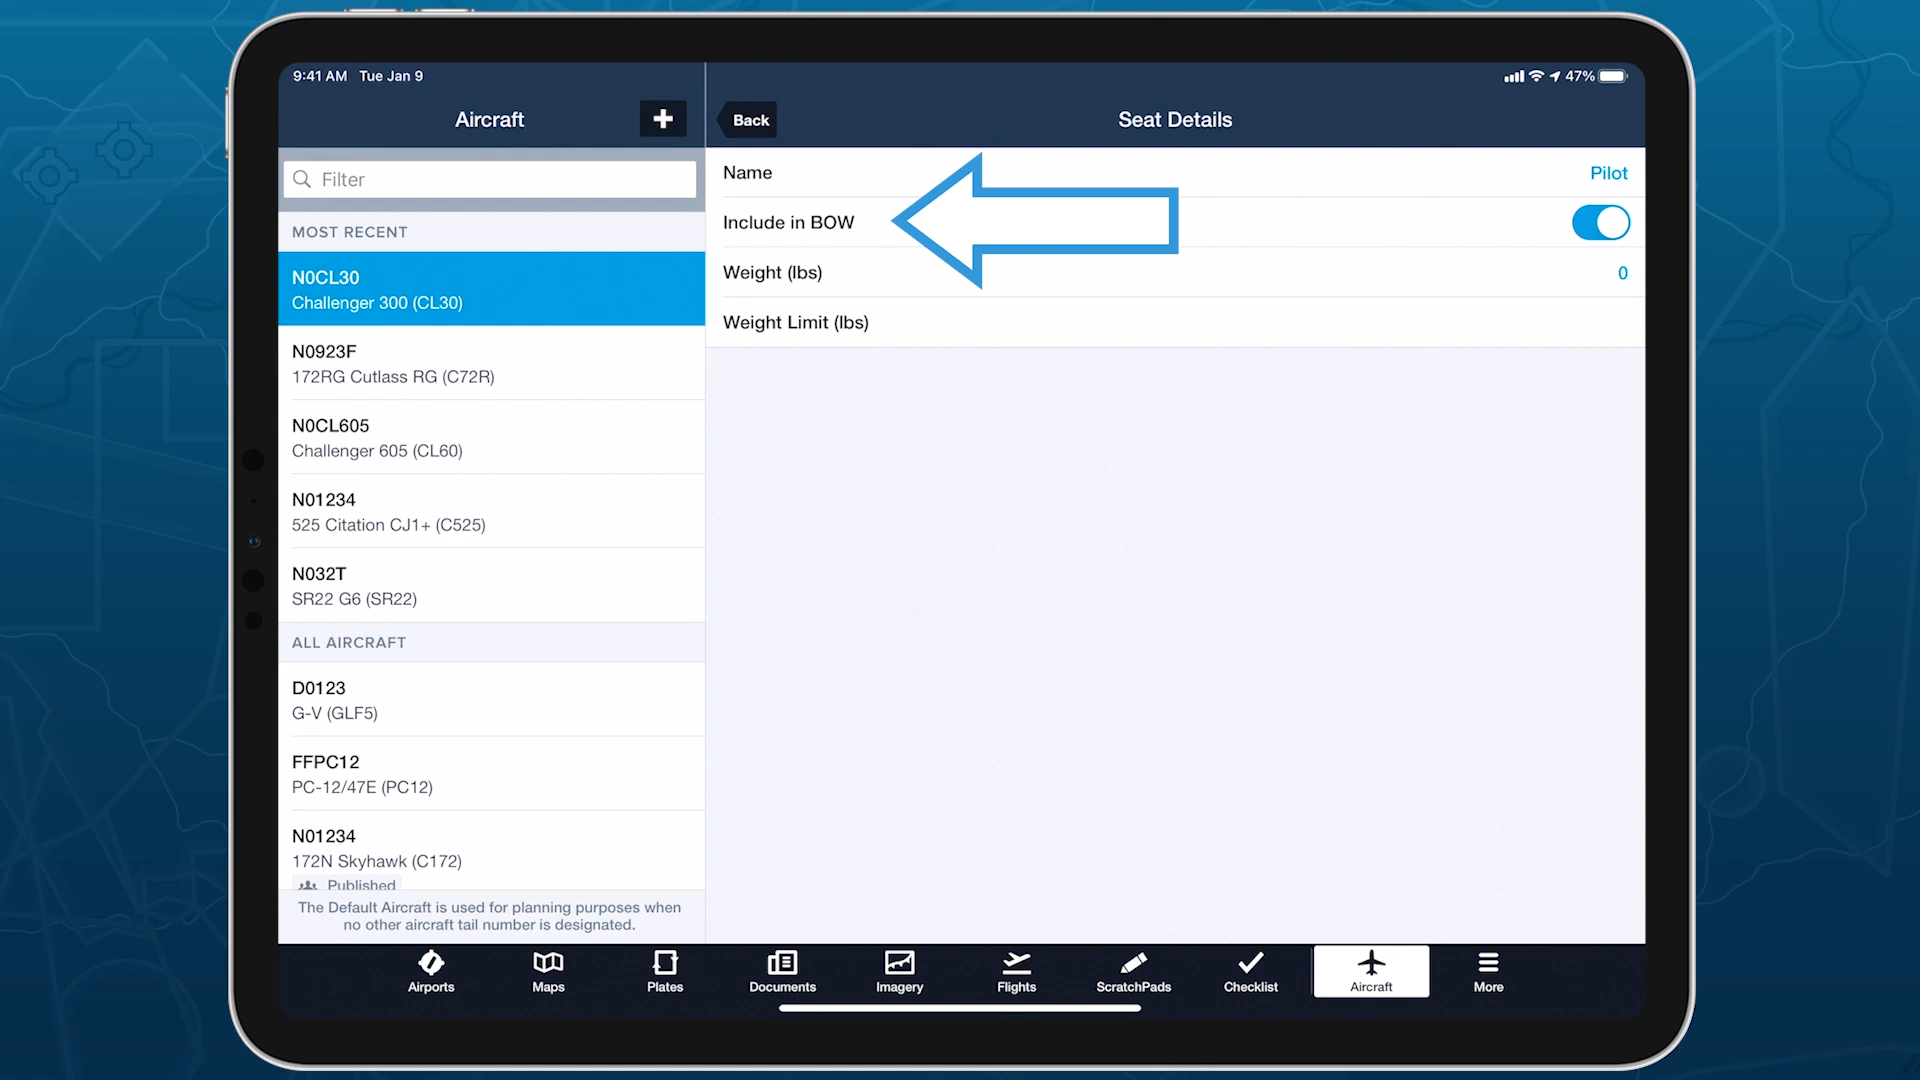 9:41 AM Tue Jan 9
47%
Aircraft
Back
Seat Details
Filter
MOST RECENT
N0CL30
Challenger 300 (CL30)
N0923F
172RG Cutlass RG (C72R)
N0CL605
Challenger 605 (CL60)
N01234
525 Citation CJ1+ (C525)
N032T
SR22 G6 (SR22)
ALL AIRCRAFT
D0123
G-V (GLF5)
FFPC12
PC-12/47E (PC12)
N01234
172N Skyhawk (C172)
Published
The Default Aircraft is used for planning purposes when
no other aircraft tail number is designated.
Name Pilot
Include in BOW
Weight (lbs) 0
Weight Limit (lbs)
Airports Maps Plates Documents Imagery Flights ScratchPads Checklist Aircraft More